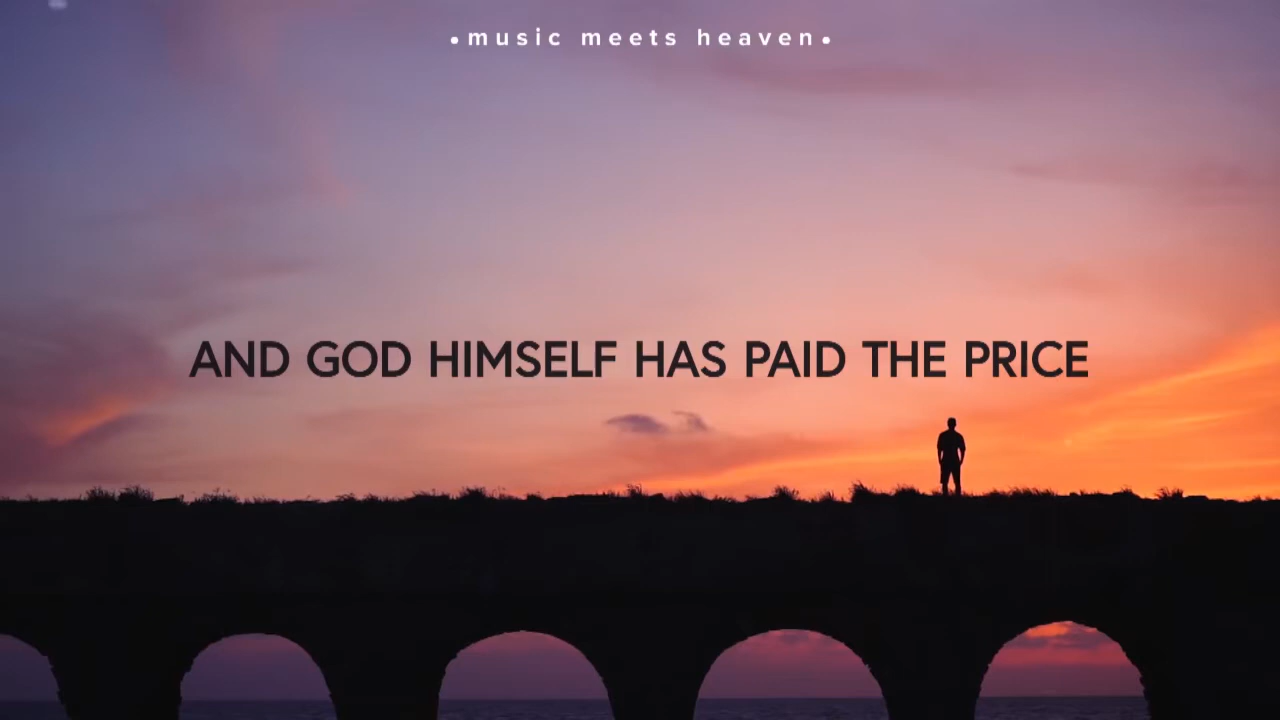 •music meets heaven•
AND GOD HIMSELF HAS PAID THE PRICE